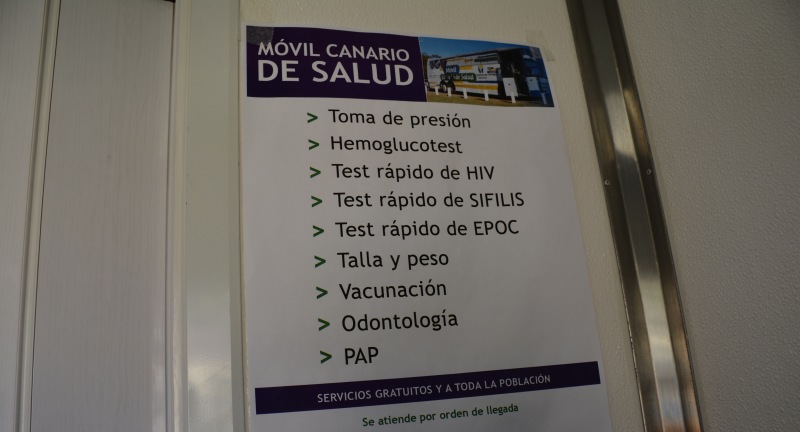 MÓVIL CANARIO
DE SALUD
> Toma de presión
> Hemoglucotest
> Test rápido de HIV
> Test rápido de SIFILIS
> Test rápido de EPOC
> Talla y peso
> Vacunación
> Odontología
> PAP
SERVICIOS GRATUITOS Y A TODA LA POBLACIÓN
Se atiende por orden de llegada